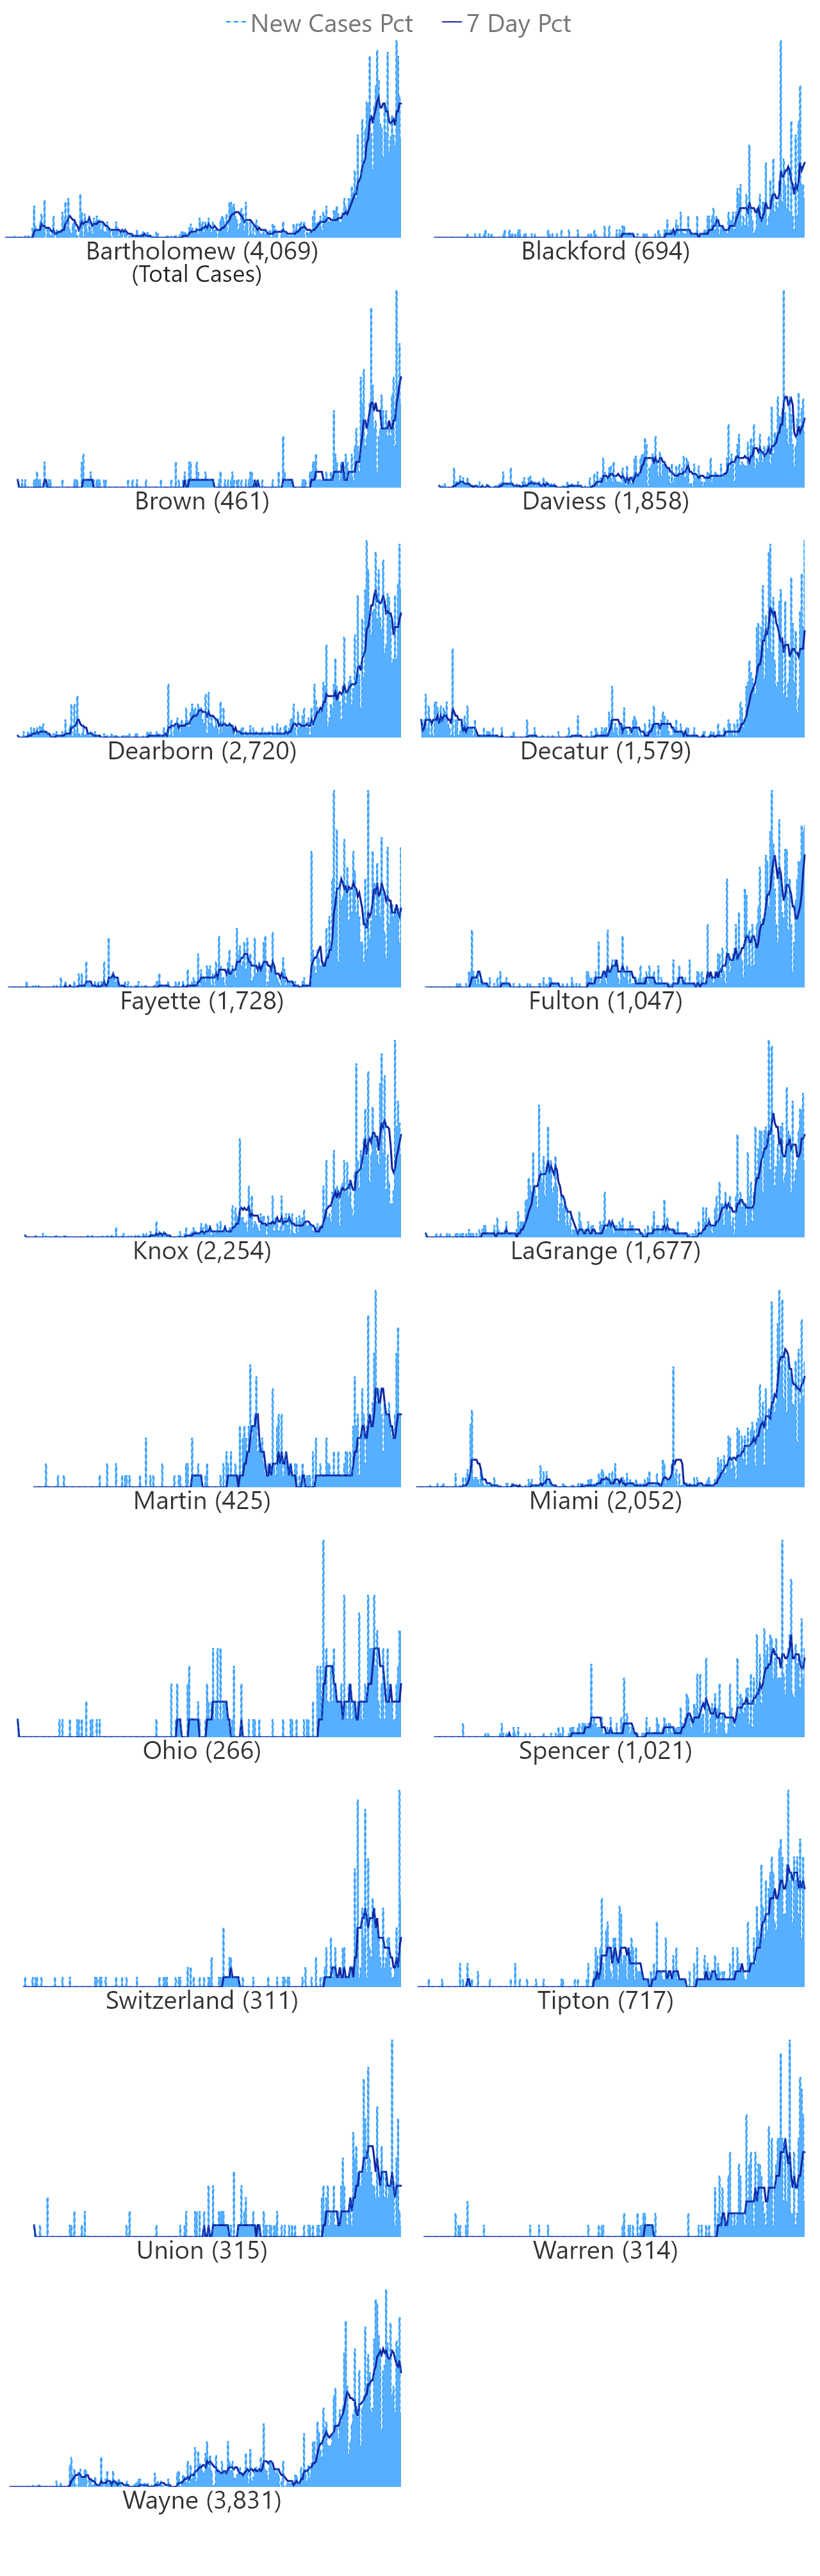 New Cases Pct 7 Day Pct
Bartholomew (4,069)
(Total Cases)
Blackford (694)
Brown (461)
Daviess (1,858)
Dearborn (2,720)
Decatur (1,579)
Fayette (1,728)
Fulton (1,047)
Knox (2,254)
LaGrange (1,677)
Martin (425)
Miami (2,052)
Ohio (266)
Spencer (1,021)
Switzerland (311)
Tipton (717)
Union (315)
Warren (314)
Wayne (3,831)